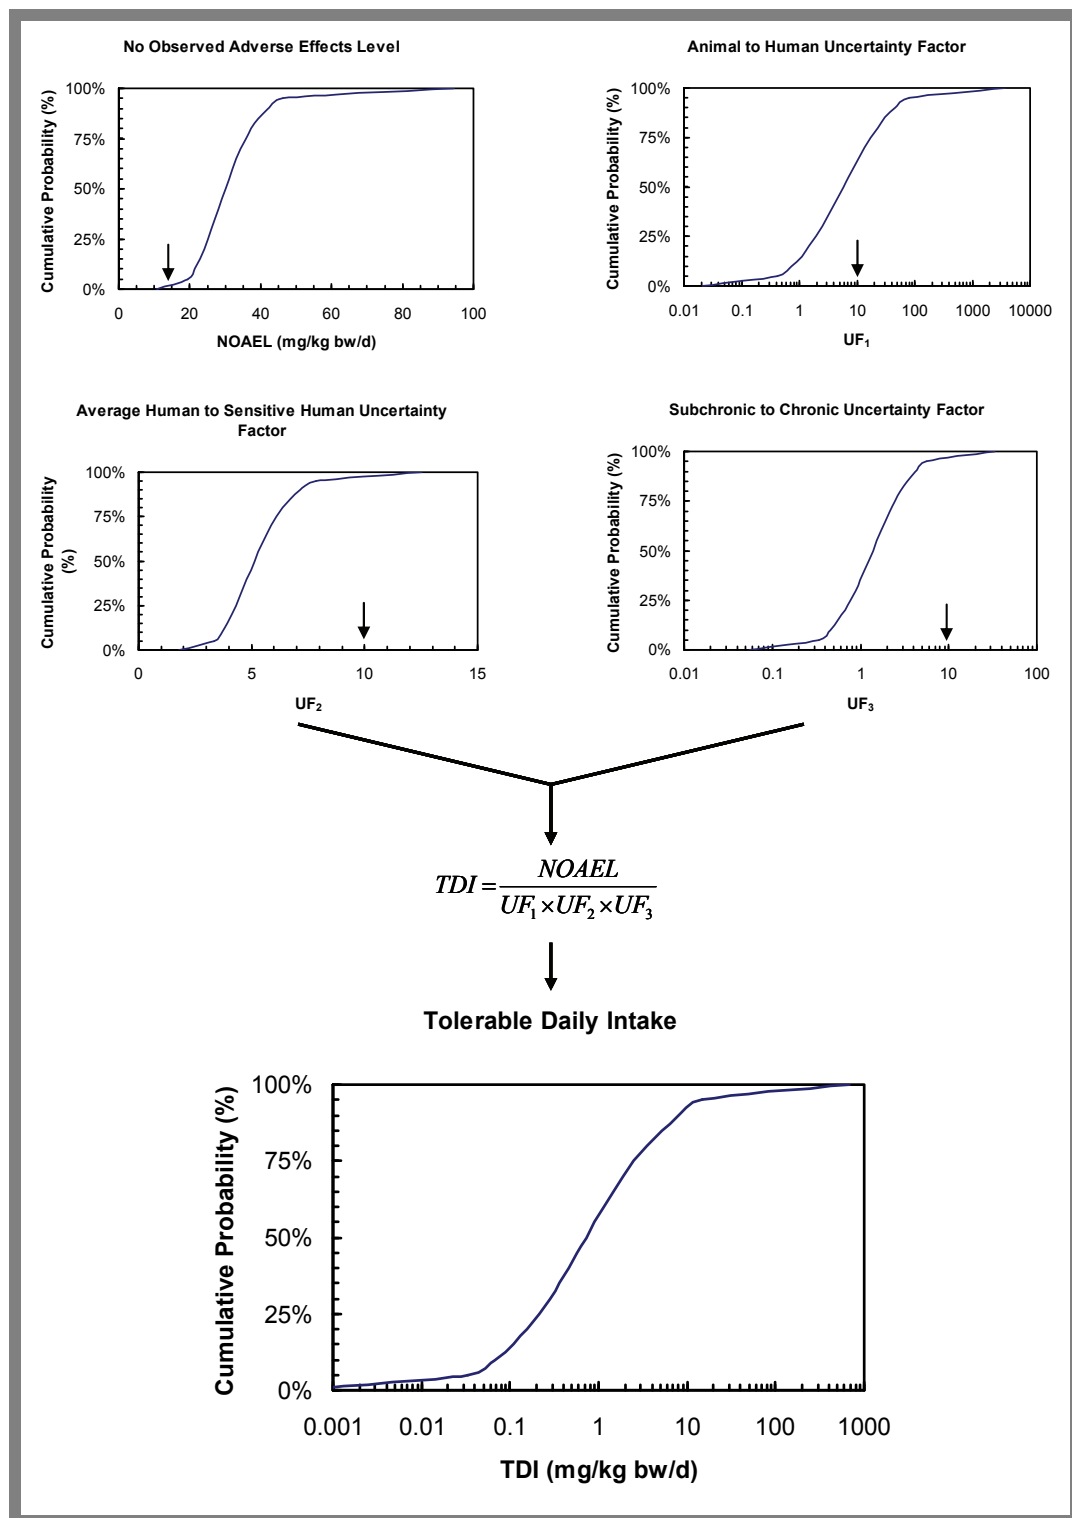 No Observed Adverse Effects Level
Cumulative Probability (%)
100%
75%
50%
25%
0%
0 20 40 60 80 100
NOAEL (mg/kg bw/d)
Animal to Human Uncertainty Factor
Cumulative Probability (%)
100%
75%
50%
25%
0%
0.01 0.1 1 10 100 1000 10000
UF₁
Average Human to Sensitive Human Uncertainty
Factor
Cumulative Probability
(%)
100%
75%
50%
25%
0%
0 5 10 15
UF₂
Subchronic to Chronic Uncertainty Factor
Cumulative Probability (%)
100%
75%
50%
25%
0%
0.01 0.1 1 10 100
UF₃
TDI = NOAEL / UF₁ × UF₂ × UF₃
Tolerable Daily Intake
Cumulative Probability (%)
100%
75%
50%
25%
0%
0.001 0.01 0.1 1 10 100 1000
TDI (mg/kg bw/d)